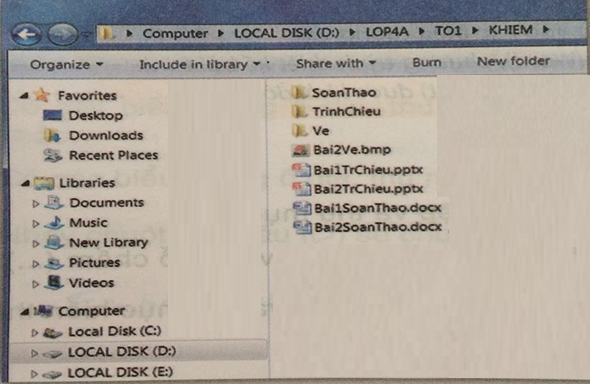 Computer ▸ LOCAL DISK (D:) ▸ LOP4A ▸ TO1 ▸ KHIEM ▸
Organize Include in library Share with Burn New folder
Favorites
Desktop
Downloads
Recent Places
Libraries
Documents
Music
New Library
Pictures
Videos
Computer
Local Disk (C:)
LOCAL DISK (D:)
LOCAL DISK (E:)
SoanThao
TrinhChieu
Ve
Bai2Ve.bmp
Bai1TrChieu.pptx
Bai2TrChieu.pptx
Bai1SoanThao.docx
Bai2SoanThao.docx